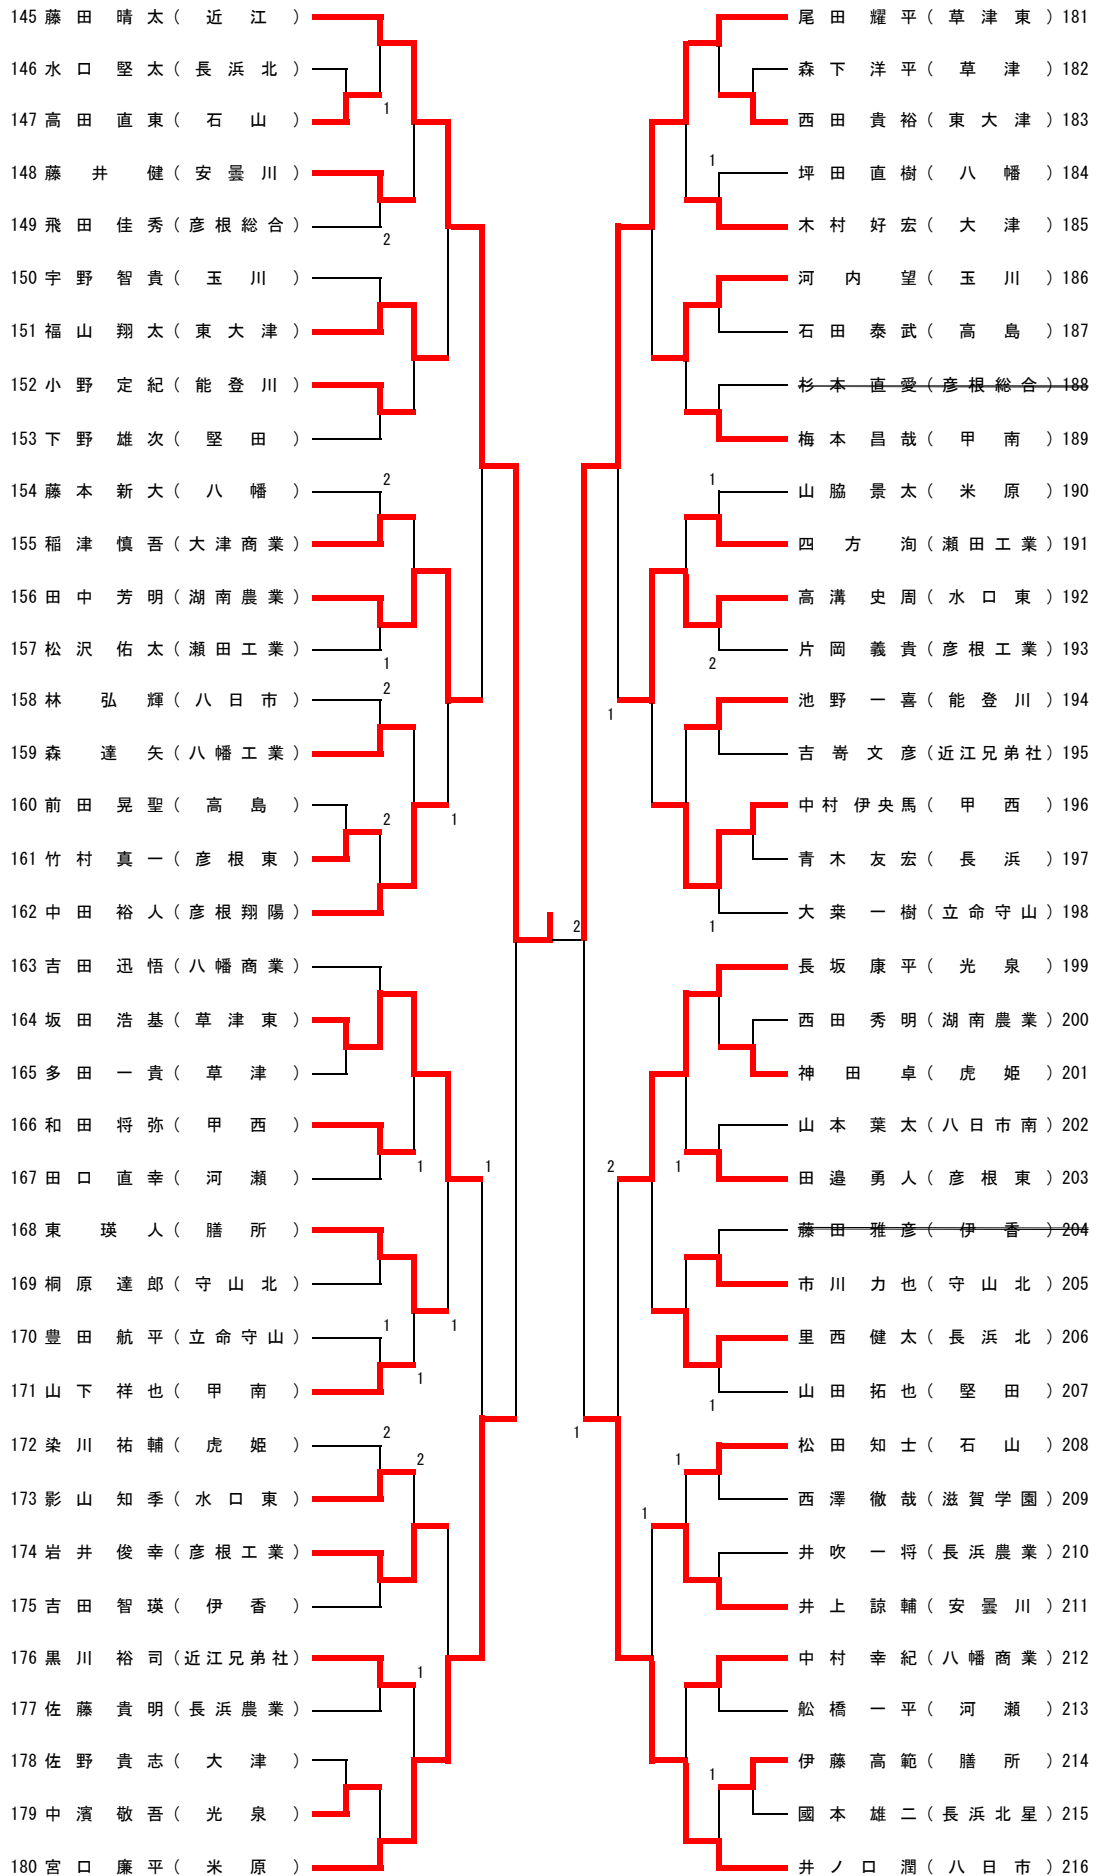 145 藤田 晴太 ( 近江 )
146 水口 堅太 ( 長浜北 )
1
147 高田 直東 ( 石山 )
148 藤井 健 ( 安曇川 )
149 飛田 佳秀 ( 彦根総合 )
2
150 宇野 智貴 ( 玉川 )
151 福山 翔太 ( 東大津 )
152 小野 定紀 ( 能登川 )
153 下野 雄次 ( 堅田 )
2
154 藤本 新大 ( 八幡 )
155 稲津 慎吾 ( 大津商業 )
156 田中 芳明 ( 湖南農業 )
157 松沢 佑太 ( 瀬田工業 )
1
2
158 林 弘輝 ( 八日市 )
159 森 達矢 ( 八幡工業 )
160 前田 晃聖 ( 高島 )
2
1
161 竹村 真一 ( 彦根東 )
162 中田 裕人 ( 彦根翔陽 )
163 吉田 迅悟 ( 八幡商業 )
164 坂田 浩基 ( 草津東 )
165 多田 一貴 ( 草津 )
166 和田 将弥 ( 甲西 )
1
1
167 田口 直幸 ( 河瀬 )
168 東 瑛人 ( 膳所 )
169 桐原 達郎 ( 守山北 )
1
1
170 豊田 航平 ( 立命守山 )
1
171 山下 祥也 ( 甲南 )
2
172 染川 祐輔 ( 虎姫 )
2
173 影山 知季 ( 水口東 )
174 岩井 俊幸 ( 彦根工業 )
175 吉田 智瑛 ( 伊香 )
176 黒川 裕司 ( 近江兄弟社 )
1
177 佐藤 貴明 ( 長浜農業 )
178 佐野 貴志 ( 大津 )
179 中濱 敬吾 ( 光泉 )
180 宮口 廉平 ( 米原 )
2
尾田 耀平 ( 草津東 ) 181
森下 洋平 ( 草津 ) 182
西田 貴裕 ( 東大津 ) 183
1
坪田 直樹 ( 八幡 ) 184
木村 好宏 ( 大津 ) 185
河内 望 ( 玉川 ) 186
石田 泰武 ( 高島 ) 187
杉本 直愛 ( 彦根総合 ) 188
梅本 昌哉 ( 甲南 ) 189
1
山脇 景太 ( 米原 ) 190
四方 洵 ( 瀬田工業 ) 191
高溝 史周 ( 水口東 ) 192
片岡 義貴 ( 彦根工業 ) 193
2
池野 一喜 ( 能登川 ) 194
1
吉嵜 文彦 ( 近江兄弟社 ) 195
中村 伊央馬 ( 甲西 ) 196
青木 友宏 ( 長浜 ) 197
大桒 一樹 ( 立命守山 ) 198
1
長坂 康平 ( 光泉 ) 199
西田 秀明 ( 湖南農業 ) 200
神田 卓 ( 虎姫 ) 201
山本 葉太 ( 八日市南 ) 202
2
1
田邉 勇人 ( 彦根東 ) 203
藤田 雅彦 ( 伊香 ) 204
市川 力也 ( 守山北 ) 205
里西 健太 ( 長浜北 ) 206
山田 拓也 ( 堅田 ) 207
1
1
松田 知士 ( 石山 ) 208
1
西澤 徹哉 ( 滋賀学園 ) 209
1
井吹 一将 ( 長浜農業 ) 210
井上 諒輔 ( 安曇川 ) 211
中村 幸紀 ( 八幡商業 ) 212
舩橋 一平 ( 河瀬 ) 213
伊藤 高範 ( 膳所 ) 214
1
國本 雄二 ( 長浜北星 ) 215
井ノ口 潤 ( 八日市 ) 216